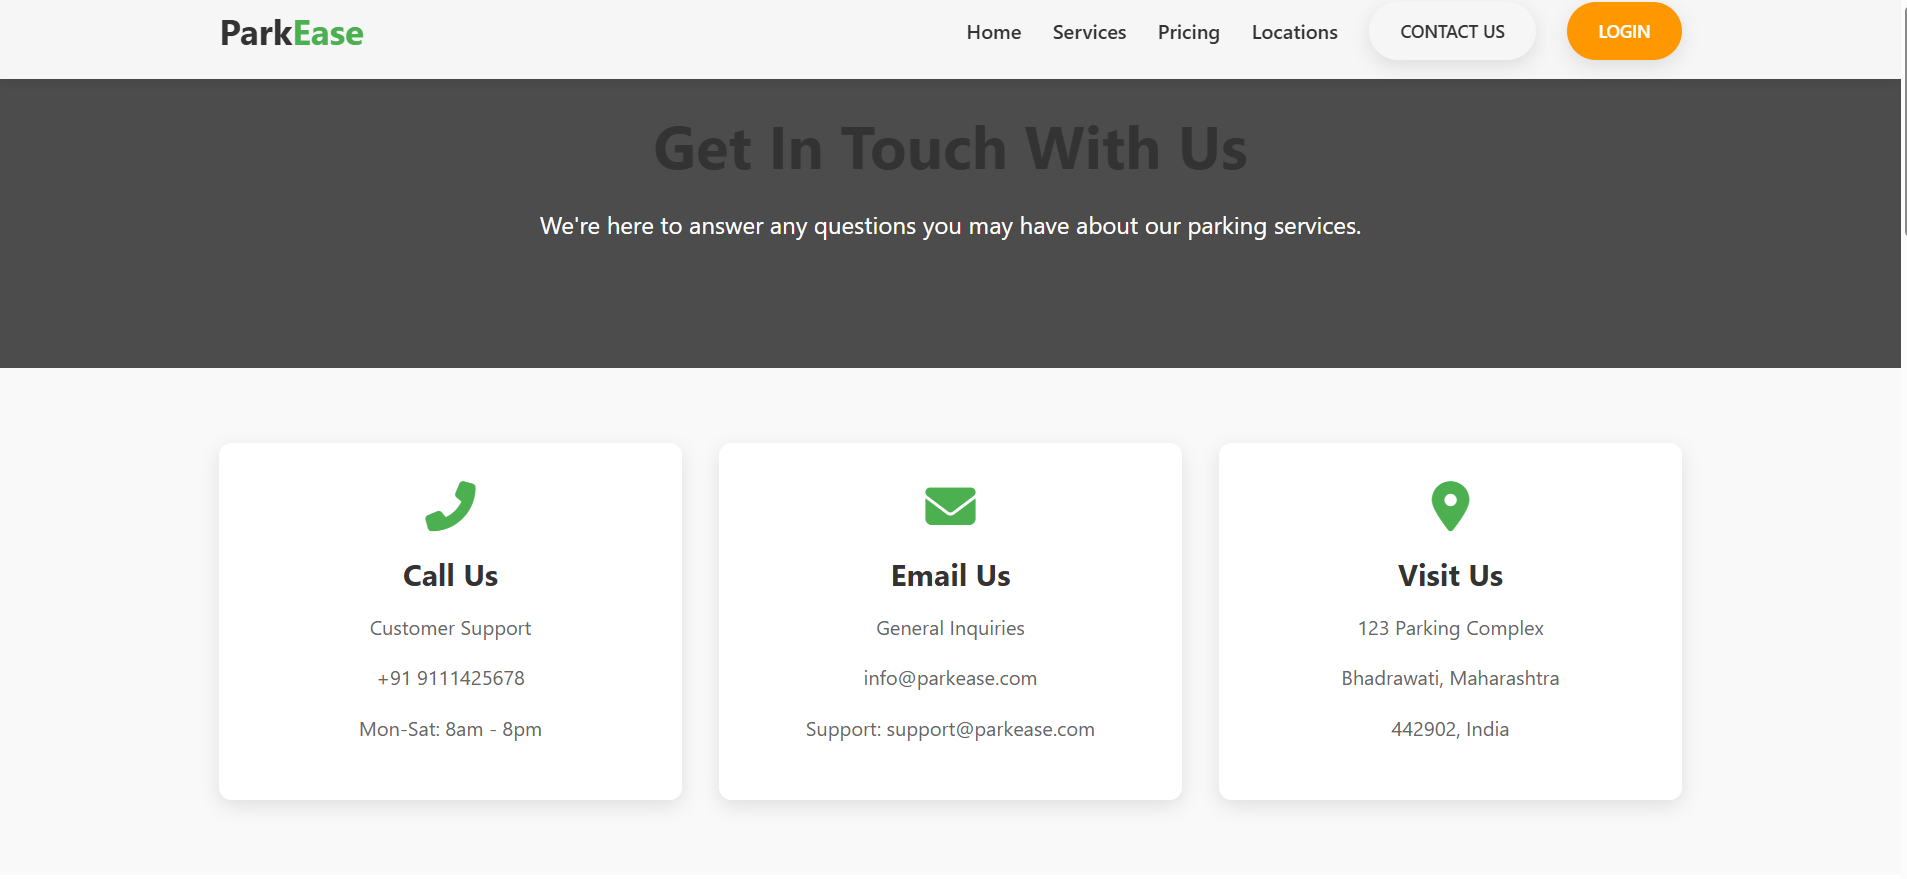 ParkEase
Home Services Pricing Locations CONTACT US LOGIN
Get In Touch With Us
We're here to answer any questions you may have about our parking services.
Call Us
Customer Support
+91 9111425678
Mon-Sat: 8am - 8pm
Email Us
General Inquiries
info@parkease.com
Support: support@parkease.com
Visit Us
123 Parking Complex
Bhadrawati, Maharashtra
442902, India